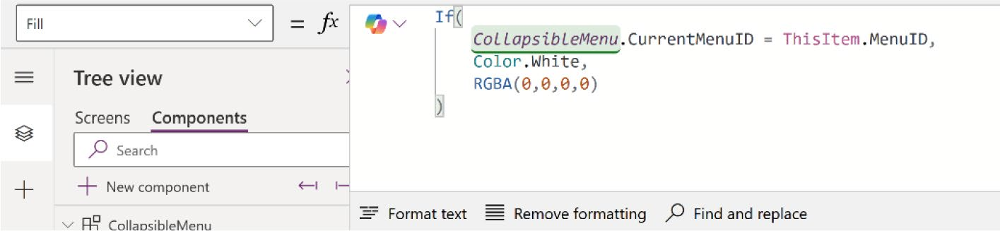 Fill
= fx
If(
CollapsibleMenu.CurrentMenuID = ThisItem.MenuID,
Color.White,
RGBA(0,0,0,0)
)
Tree view
Screens Components
Search
New component
CollapsibleMenu
Format text Remove formatting Find and replace